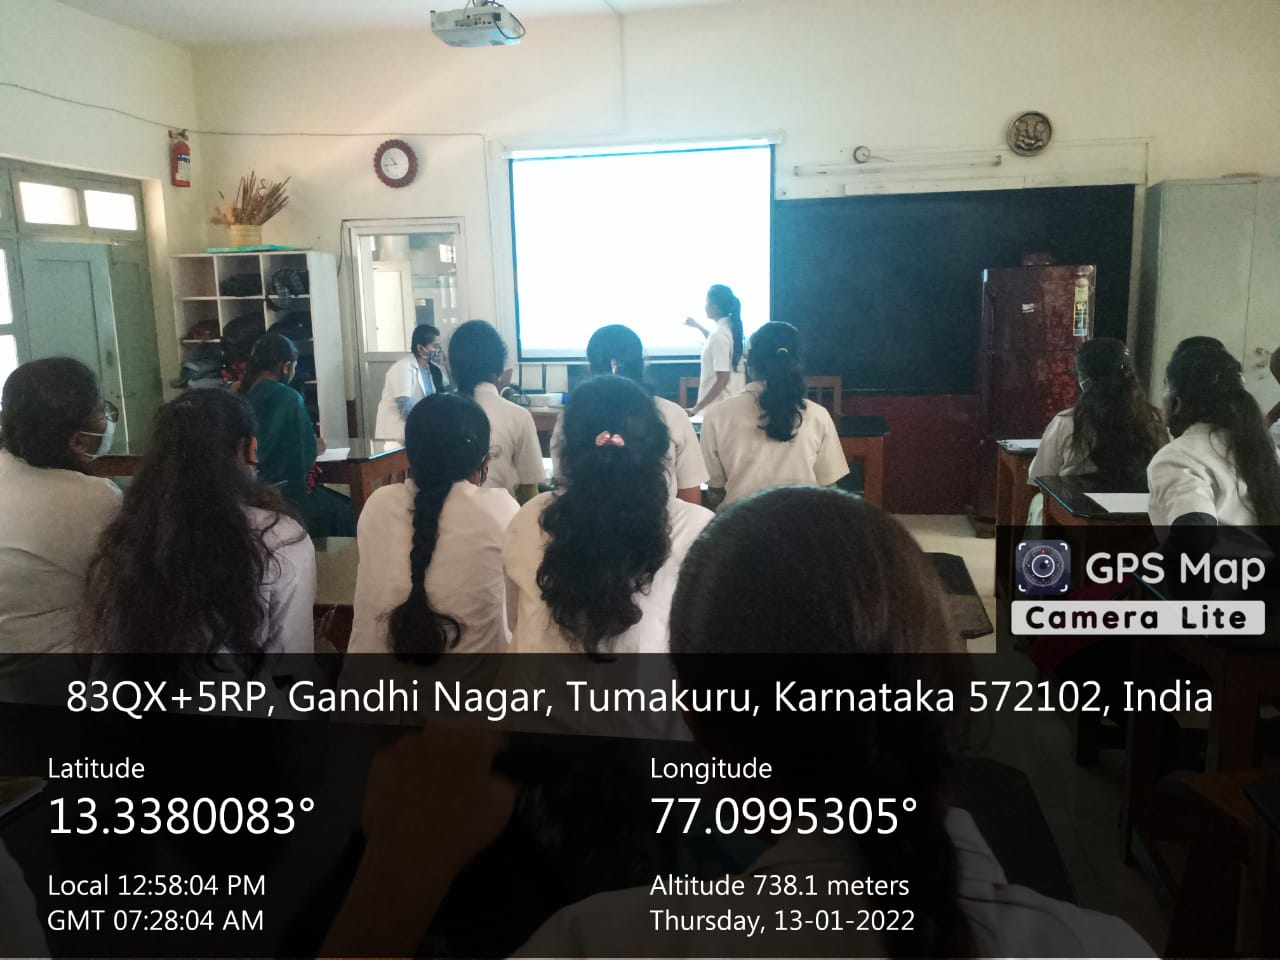 GPS Map
Camera Lite
83QX+5RP, Gandhi Nagar, Tumakuru, Karnataka 572102, India
Latitude
13.3380083°
Longitude
77.0995305°
Local 12:58:04 PM
GMT 07:28:04 AM
Altitude 738.1 meters
Thursday, 13-01-2022